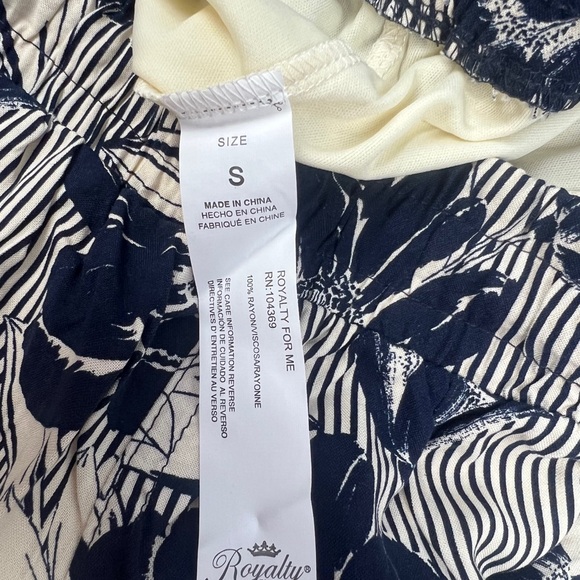 SIZE
S
MADE IN CHINA
HECHO EN CHINA
FABRIQUÉ EN CHINE
ROYALTY FOR ME
RN:104369
100% RAYON/VISCOSA/RAYONNE
SEE CARE INFORMATION REVERSE
INFORMACIÓN DE CUIDADO AL REVERSO
DIRECTIVES D'ENTRETIEN AU VERSO
Royalty®